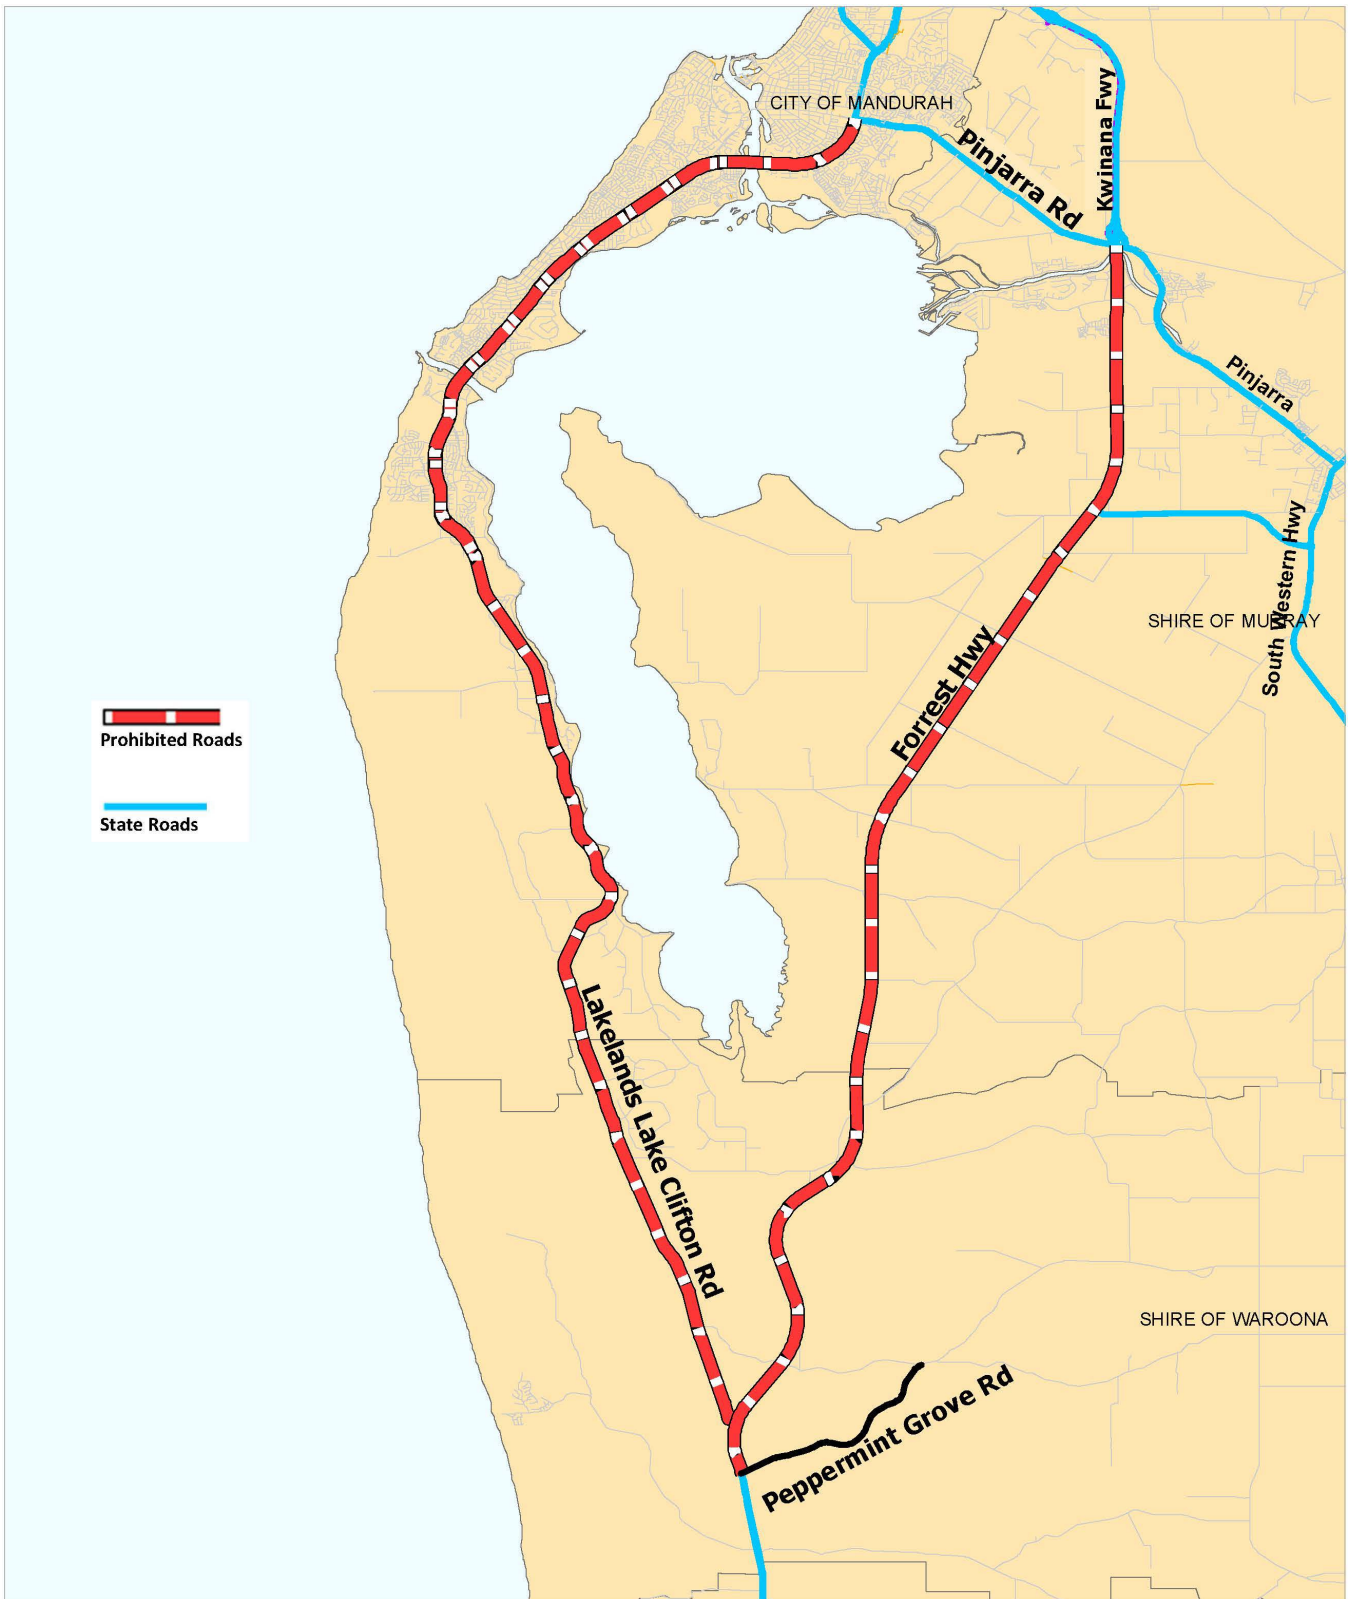 CITY OF MANDURAH
Kwinana Fwy
Pinjarra Rd
Pinjarra
South Western Hwy
SHIRE OF MURRAY
Forrest Hwy
Prohibited Roads
State Roads
Lakelands Lake Clifton Rd
SHIRE OF WAROONA
Peppermint Grove Rd